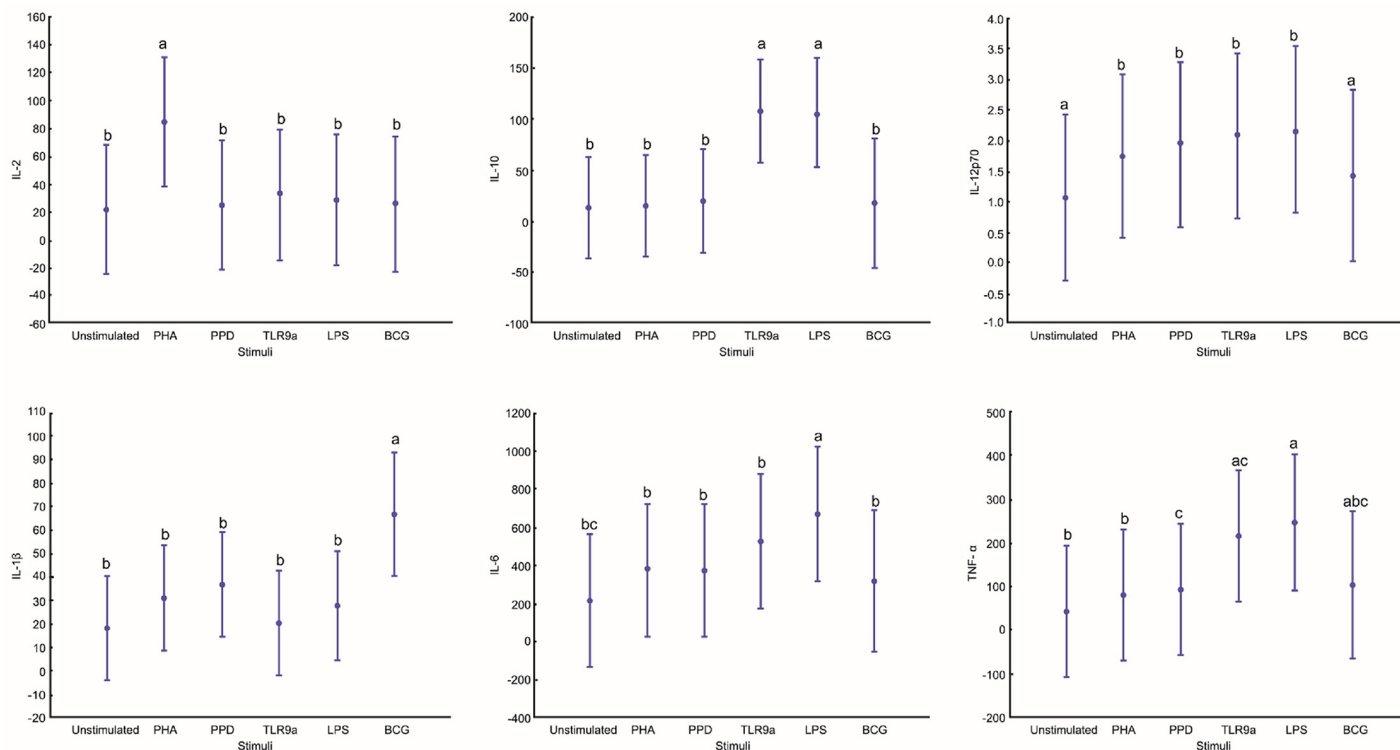 160
140
120
100
80
60
40
20
0
-20
-40
-60
IL-2
b
a
b
b
b
b
Unstimulated PHA PPD TLR9a LPS BCG
Stimuli
200
150
100
50
0
-50
-100
IL-10
b
b
b
a
a
b
Unstimulated PHA PPD TLR9a LPS BCG
Stimuli
4.0
3.5
3.0
2.5
2.0
1.5
1.0
0.5
0.0
-0.5
-1.0
IL-12p70
a
b
b
b
b
a
Unstimulated PHA PPD TLR9a LPS BCG
Stimuli
110
100
90
80
70
60
50
40
30
20
10
0
-10
-20
IL-1β
b
b
b
b
b
a
Unstimulated PHA PPD TLR9a LPS BCG
Stimuli
1200
1000
800
600
400
200
0
-200
-400
IL-6
bc
b
b
b
a
b
Unstimulated PHA PPD TLR9a LPS BCG
Stimuli
500
400
300
200
100
0
-100
-200
TNF- α
b
b
c
ac
a
abc
Unstimulated PHA PPD TLR9a LPS BCG
Stimuli